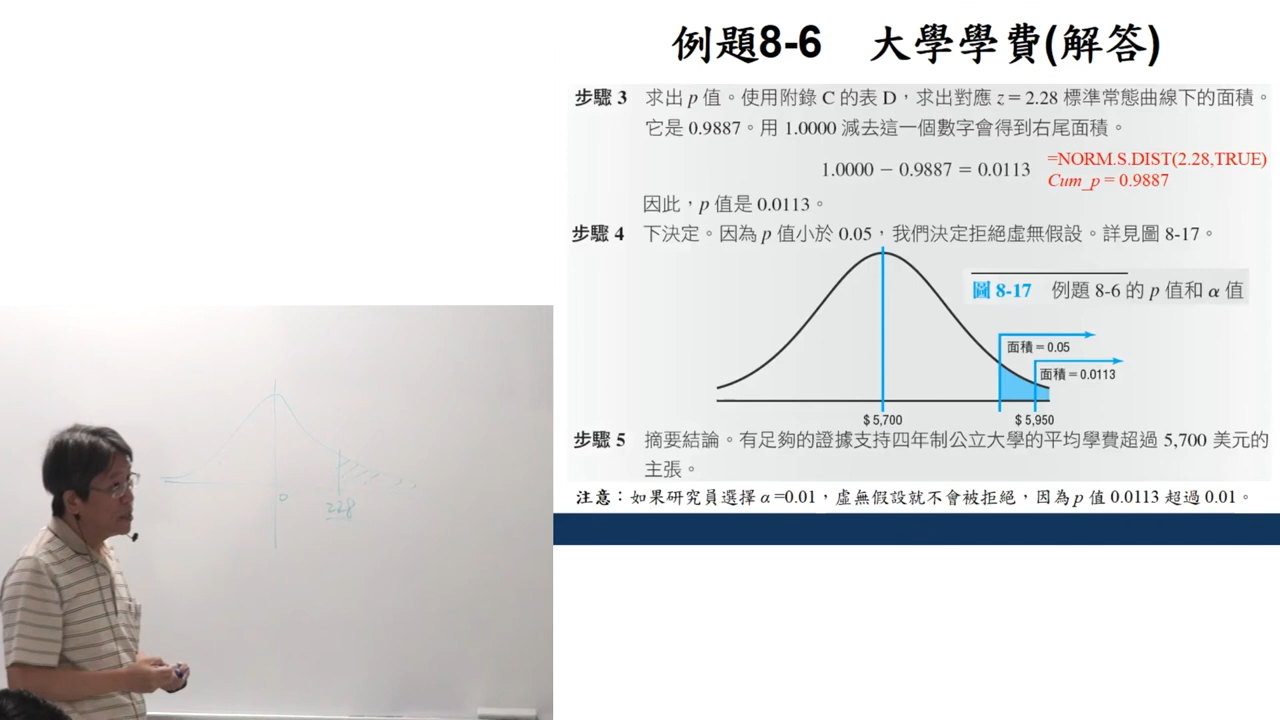 例題8-6 大學學費(解答)
步驟 3 求出 p 值。使用附錄 C 的表 D，求出對應 z = 2.28 標準常態曲線下的面積。
它是 0.9887。用 1.0000 減去這一個數字會得到右尾面積。
1.0000 − 0.9887 = 0.0113
=NORM.S.DIST(2.28,TRUE)
Cum_p = 0.9887
因此，p 值是 0.0113。
步驟 4 下決定。因為 p 值小於 0.05，我們決定拒絕虛無假設。詳見圖 8-17。
圖 8-17 例題 8-6 的 p 值和 α 值
面積 = 0.05
面積 = 0.0113
$ 5,700
$ 5,950
步驟 5 摘要結論。有足夠的證據支持四年制公立大學的平均學費超過 5,700 美元的
主張。
注意：如果研究員選擇 α =0.01，虛無假設就不會被拒絕，因為 p 值 0.0113 超過 0.01。
0
2.28